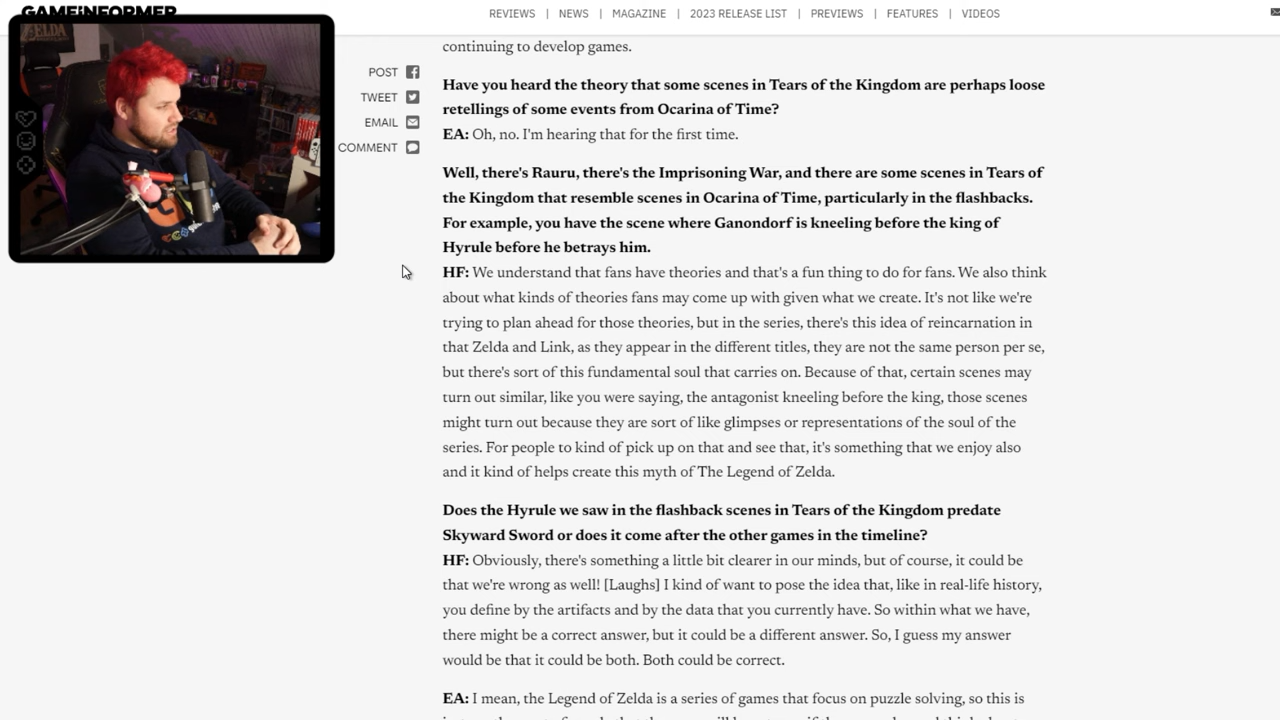 GAMEINFORMER
REVIEWS | NEWS | MAGAZINE | 2023 RELEASE LIST | PREVIEWS | FEATURES | VIDEOS
ZELDA
POST
TWEET
EMAIL
COMMENT
continuing to develop games.
Have you heard the theory that some scenes in Tears of the Kingdom are perhaps loose
retellings of some events from Ocarina of Time?
EA: Oh, no. I'm hearing that for the first time.
Well, there's Rauru, there's the Imprisoning War, and there are some scenes in Tears of
the Kingdom that resemble scenes in Ocarina of Time, particularly in the flashbacks.
For example, you have the scene where Ganondorf is kneeling before the king of
Hyrule before he betrays him.
HF: We understand that fans have theories and that's a fun thing to do for fans. We also think
about what kinds of theories fans may come up with given what we create. It's not like we're
trying to plan ahead for those theories, but in the series, there's this idea of reincarnation in
that Zelda and Link, as they appear in the different titles, they are not the same person per se,
but there's sort of this fundamental soul that carries on. Because of that, certain scenes may
turn out similar, like you were saying, the antagonist kneeling before the king, those scenes
might turn out because they are sort of like glimpses or representations of the soul of the
series. For people to kind of pick up on that and see that, it's something that we enjoy also
and it kind of helps create this myth of The Legend of Zelda.
Does the Hyrule we saw in the flashback scenes in Tears of the Kingdom predate
Skyward Sword or does it come after the other games in the timeline?
HF: Obviously, there's something a little bit clearer in our minds, but of course, it could be
that we're wrong as well! [Laughs] I kind of want to pose the idea that, like in real-life history,
you define by the artifacts and by the data that you currently have. So within what we have,
there might be a correct answer, but it could be a different answer. So, I guess my answer
would be that it could be both. Both could be correct.
EA: I mean, the Legend of Zelda is a series of games that focus on puzzle solving, so this is